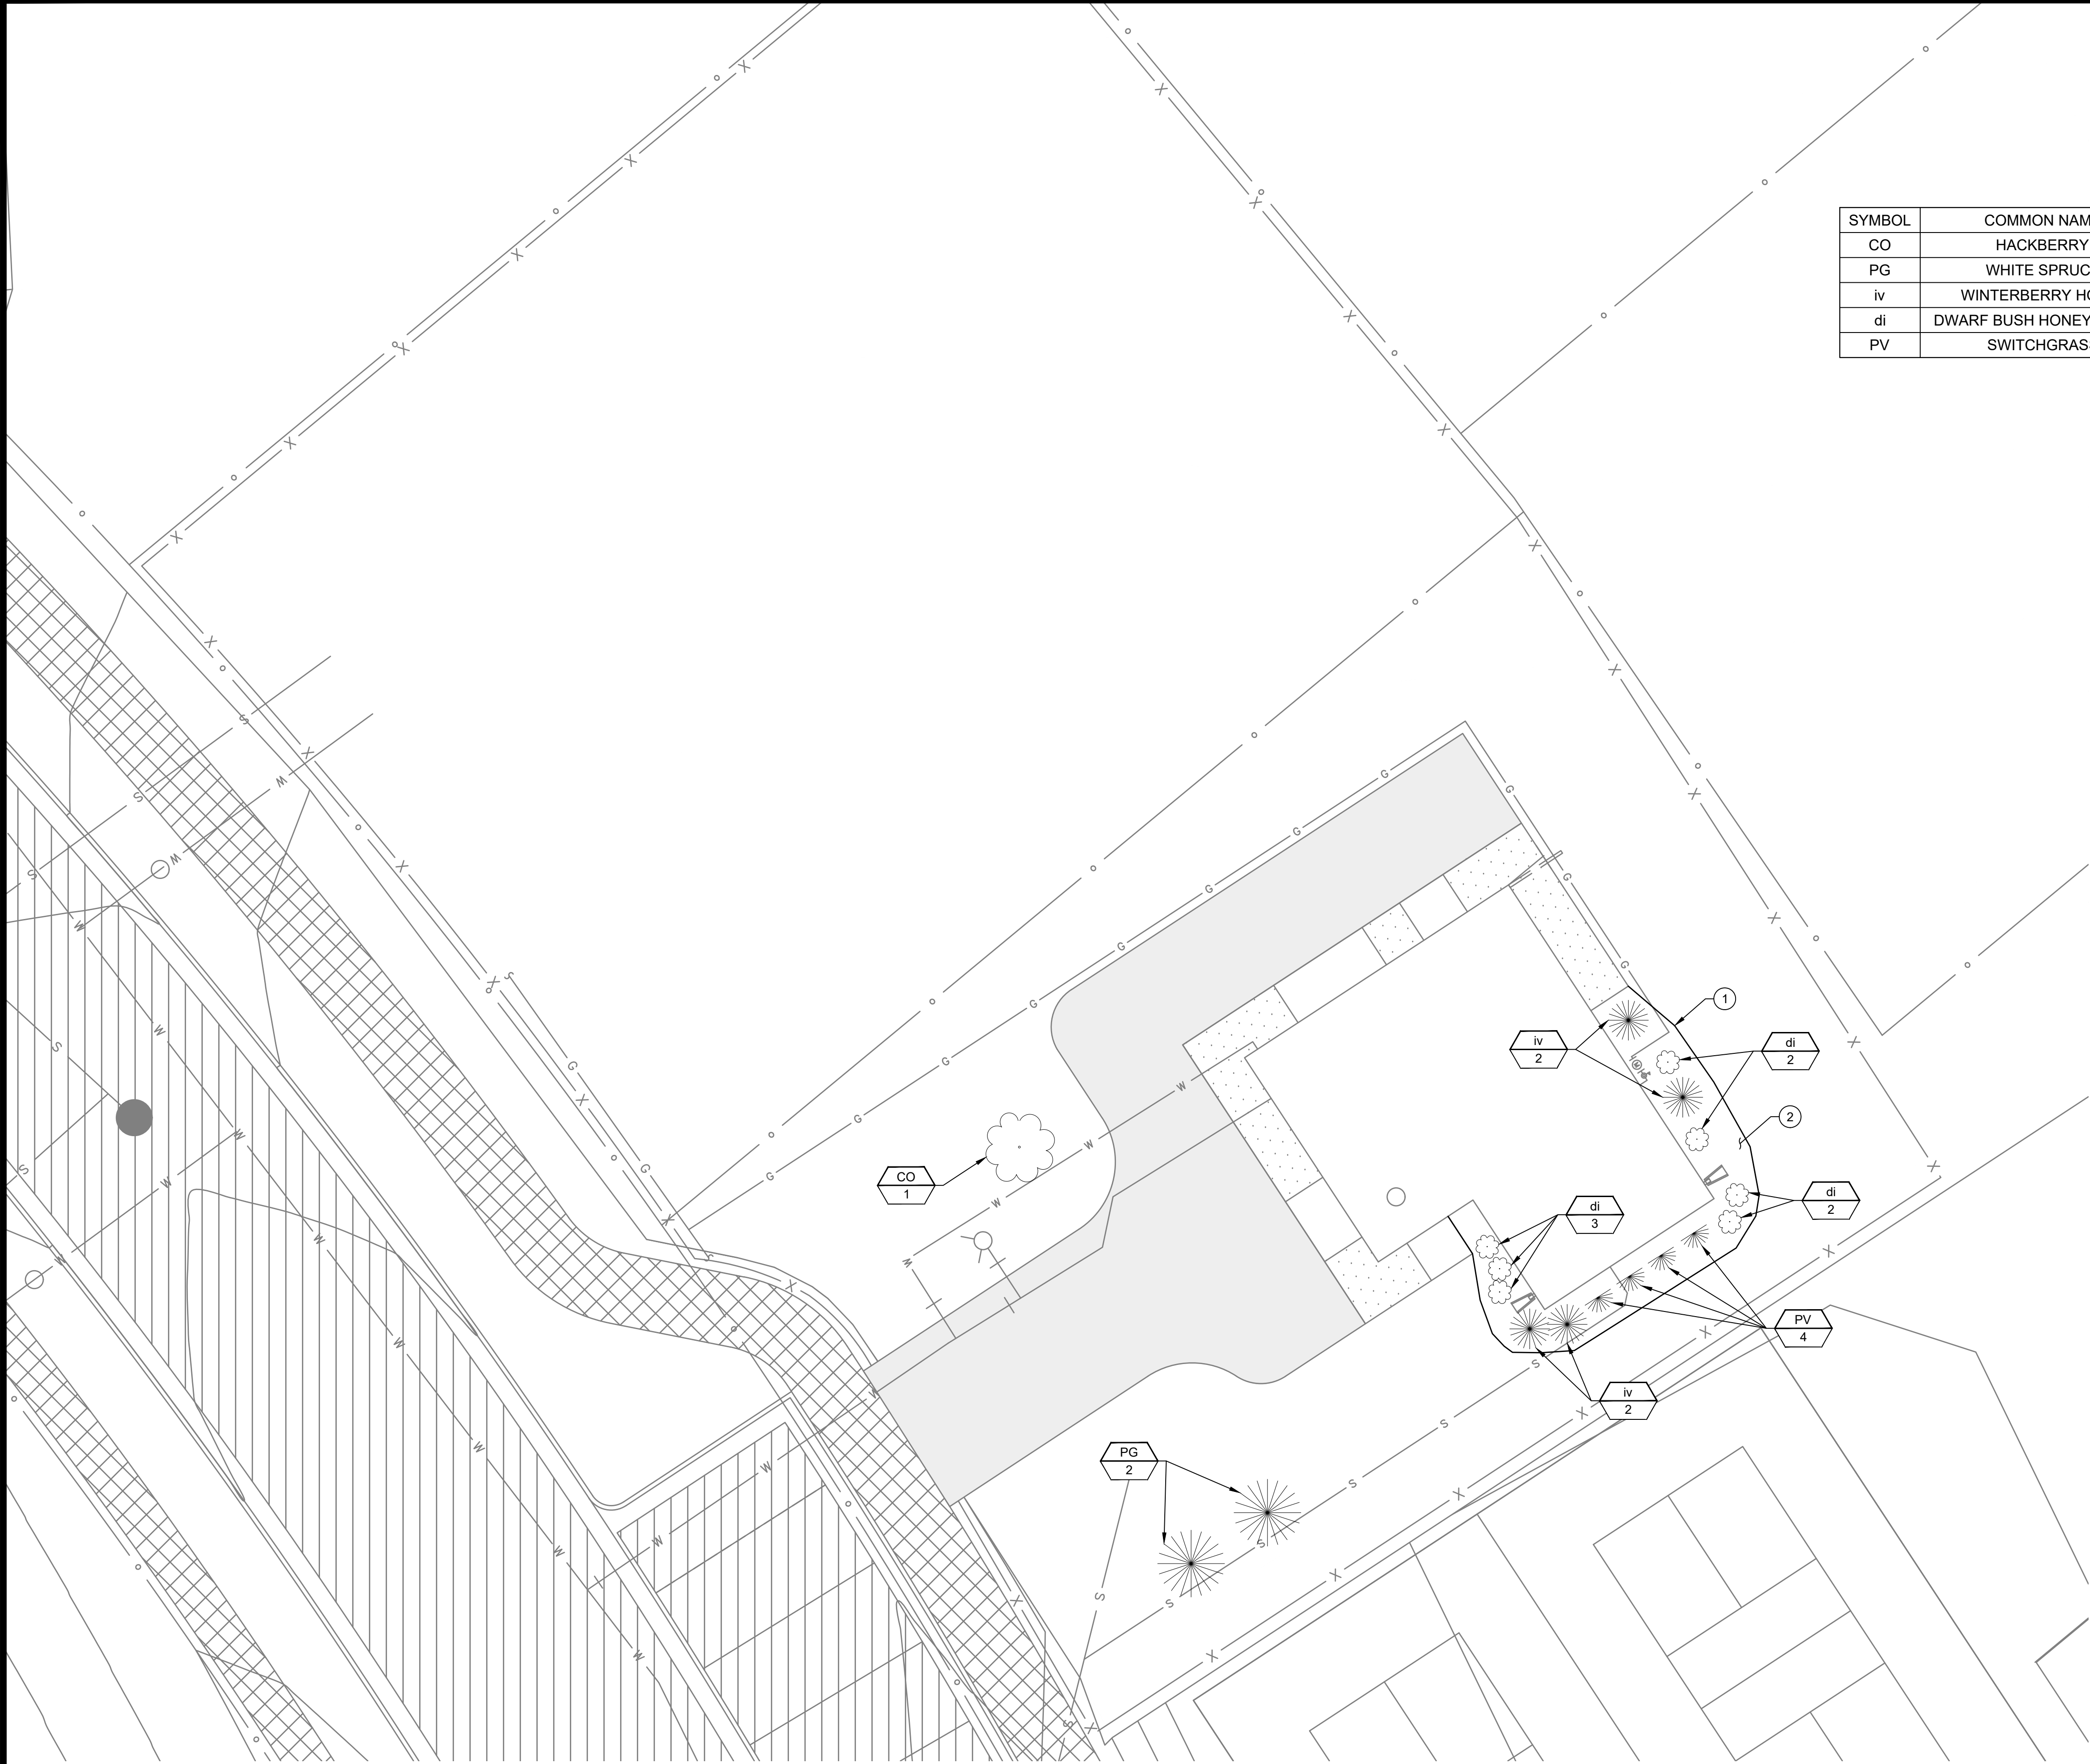 SYMBOL COMMON NAM
CO HACKBERRY
PG WHITE SPRUC
iv WINTERBERRY HO
di DWARF BUSH HONEY
PV SWITCHGRAS
1
iv
2
di
2
2
CO
1
di
3
di
2
PV
4
iv
2
PG
2